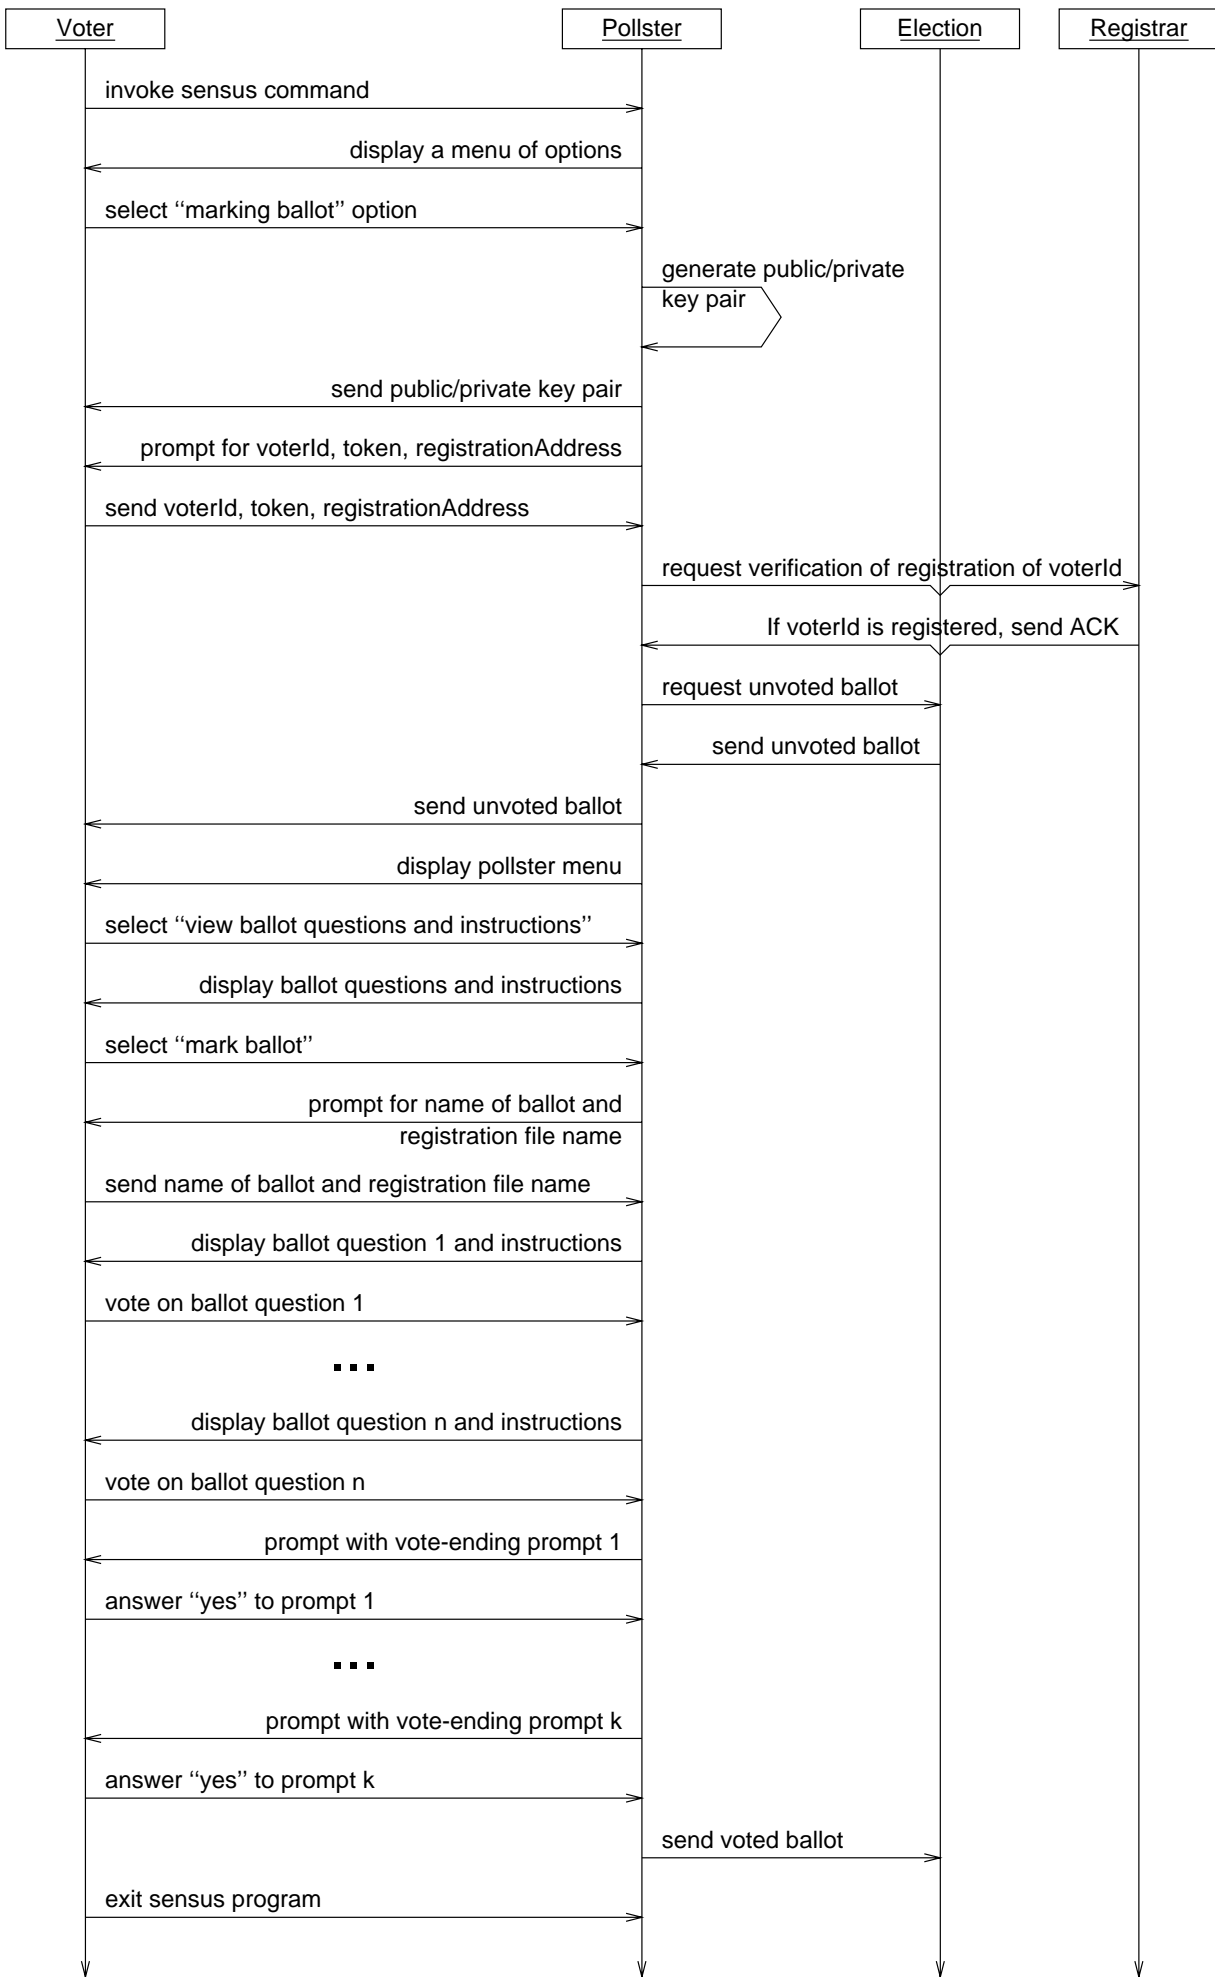 Voter
Pollster
Election
Registrar
invoke sensus command
display a menu of options
select ‘‘marking ballot’’ option
generate public/private
key pair
send public/private key pair
prompt for voterId, token, registrationAddress
send voterId, token, registrationAddress
request verification of registration of voterId
If voterId is registered, send ACK
request unvoted ballot
send unvoted ballot
send unvoted ballot
display pollster menu
select ‘‘view ballot questions and instructions’’
display ballot questions and instructions
select ‘‘mark ballot’’
prompt for name of ballot and
registration file name
send name of ballot and registration file name
display ballot question 1 and instructions
vote on ballot question 1
...
display ballot question n and instructions
vote on ballot question n
prompt with vote-ending prompt 1
answer ‘‘yes’’ to prompt 1
...
prompt with vote-ending prompt k
answer ‘‘yes’’ to prompt k
send voted ballot
exit sensus program